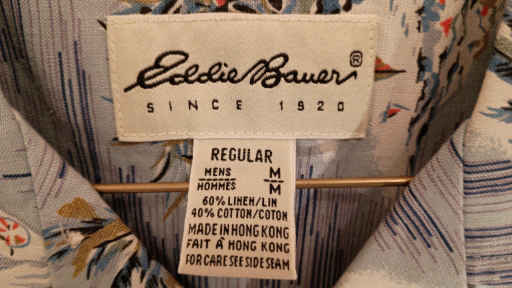 Eddie Bauer®
SINCE 1920
REGULAR
MENS M
HOMMES M
60% LINEN/LIN
40% COTTON/COTON
MADE IN HONG KONG
FAIT À HONG KONG
FOR CARE SEE SIDE SEAM